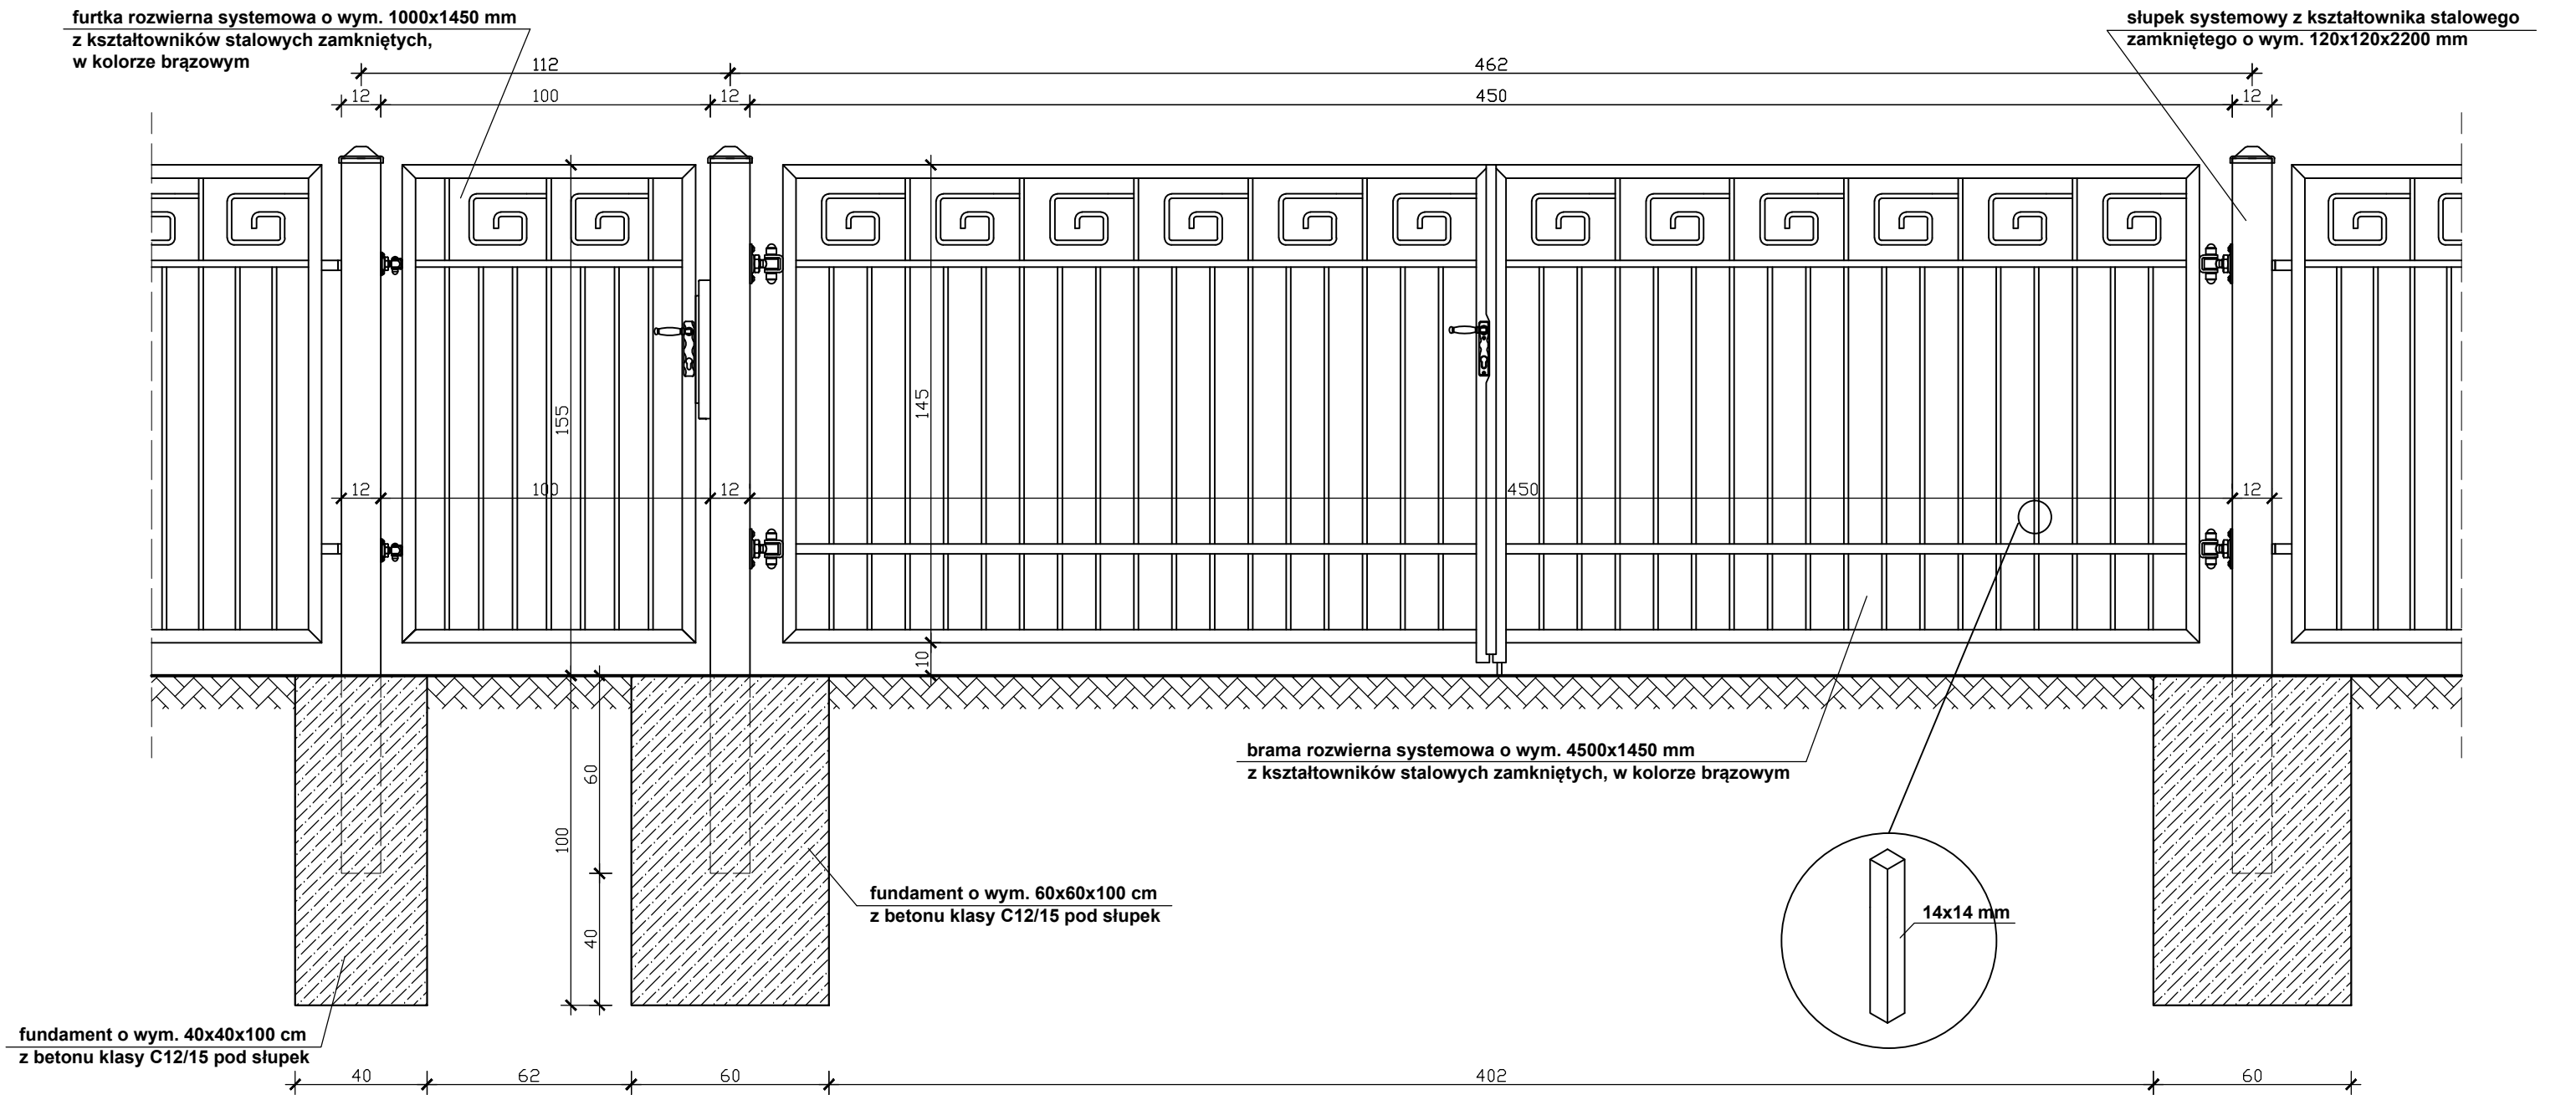 furtka rozwierna systemowa o wym. 1000x1450 mm
z kształtowników stalowych zamkniętych,
w kolorze brązowym
słupek systemowy z kształtownika stalowego
zamkniętego o wym. 120x120x2200 mm
112
462
12
100
12
450
12
155
145
12
100
12
450
12
10
60
100
40
brama rozwierna systemowa o wym. 4500x1450 mm
z kształtowników stalowych zamkniętych, w kolorze brązowym
fundament o wym. 60x60x100 cm
z betonu klasy C12/15 pod słupek
14x14 mm
fundament o wym. 40x40x100 cm
z betonu klasy C12/15 pod słupek
40
62
60
402
60